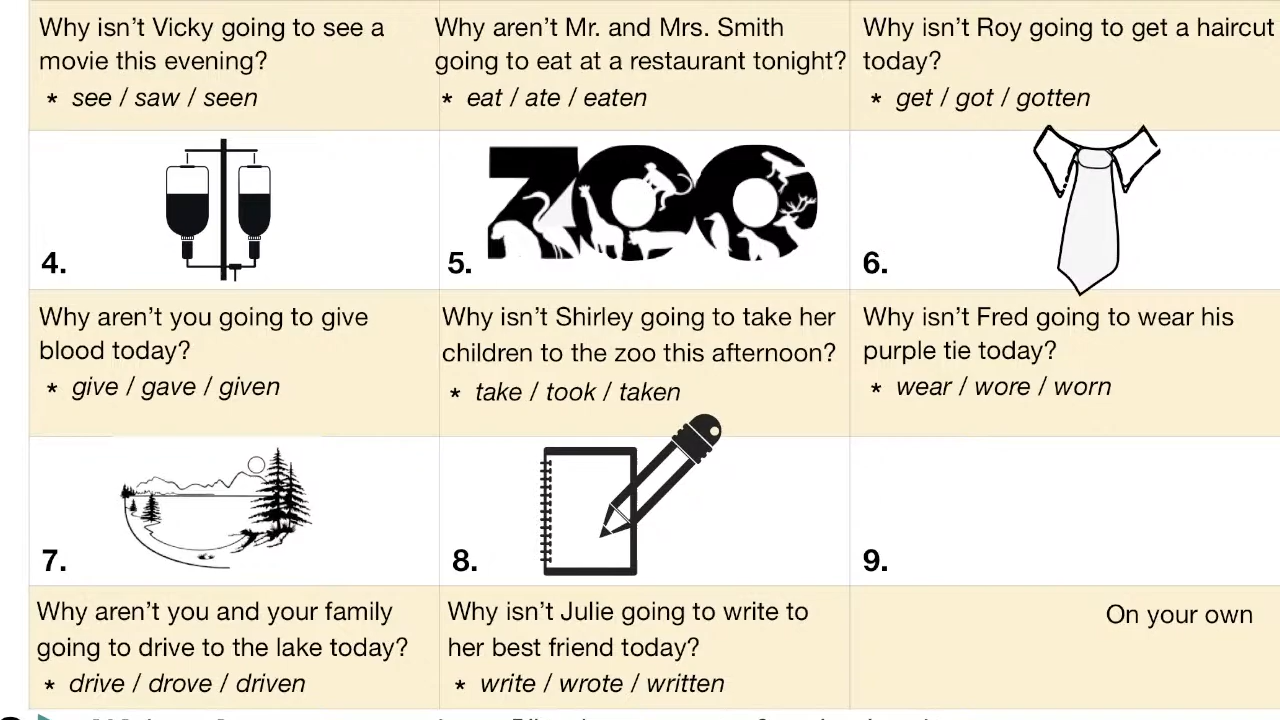 Why isn't Vicky going to see a
movie this evening?
* see / saw / seen
Why aren't Mr. and Mrs. Smith
going to eat at a restaurant tonight?
* eat / ate / eaten
Why isn't Roy going to get a haircut
today?
* get / got / gotten
4.
ZOO
5.
6.
Why aren't you going to give
blood today?
* give / gave / given
Why isn't Shirley going to take her
children to the zoo this afternoon?
* take / took / taken
Why isn't Fred going to wear his
purple tie today?
* wear / wore / worn
7.
8.
9.
Why aren't you and your family
going to drive to the lake today?
* drive / drove / driven
Why isn't Julie going to write to
her best friend today?
* write / wrote / written
On your own